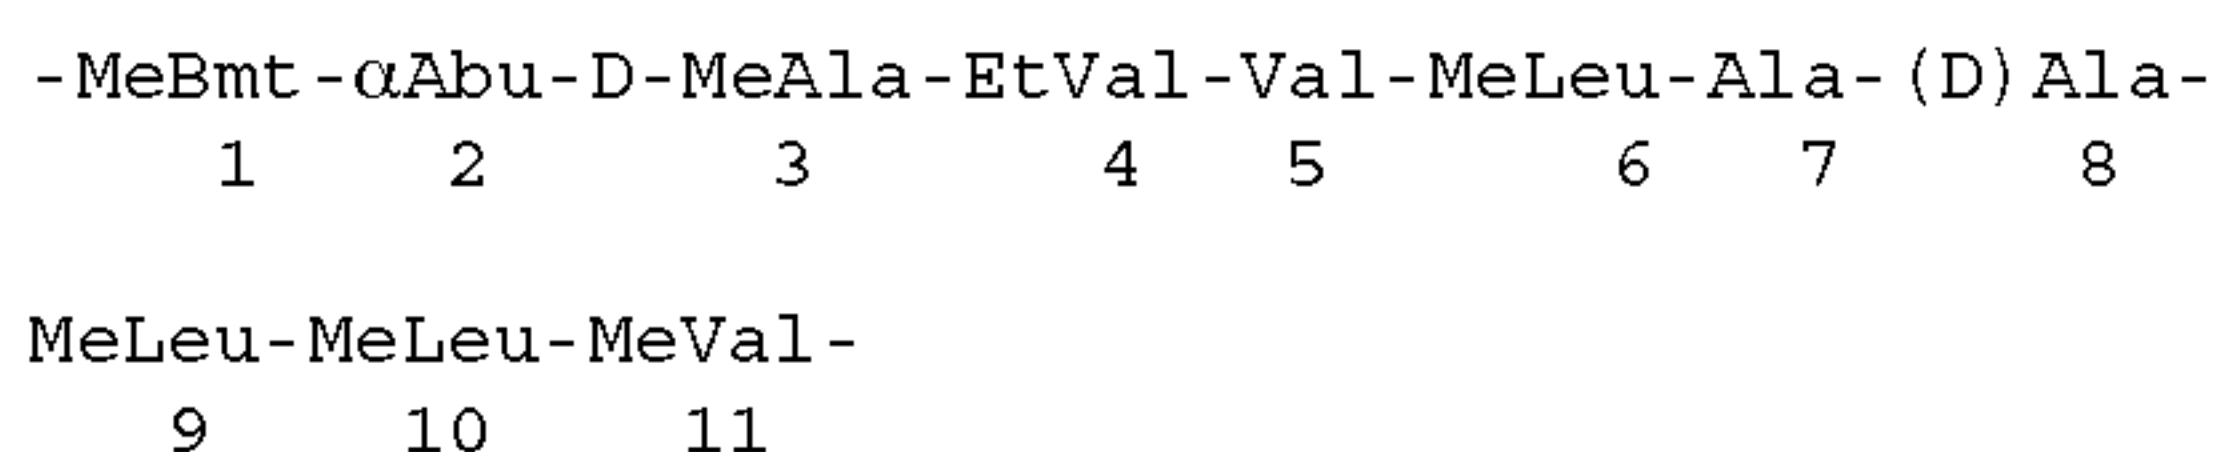 -MeBmt-αAbu-D-MeAla-EtVal-Val-MeLeu-Ala-(D)Ala-
1 2 3 4 5 6 7 8
MeLeu-MeLeu-MeVal-
9 10 11